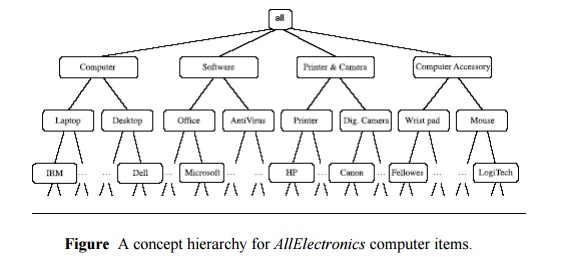 all
Computer Software Printer & Camera Computer Accessory
Laptop Desktop Office AntiVirus Printer Dig. Camera Wrist pad Mouse
IBM ... ... Dell ... Microsoft ... ... HP ... Canon ... Fellowes ... ... LogiTech
Figure A concept hierarchy for AllElectronics computer items.